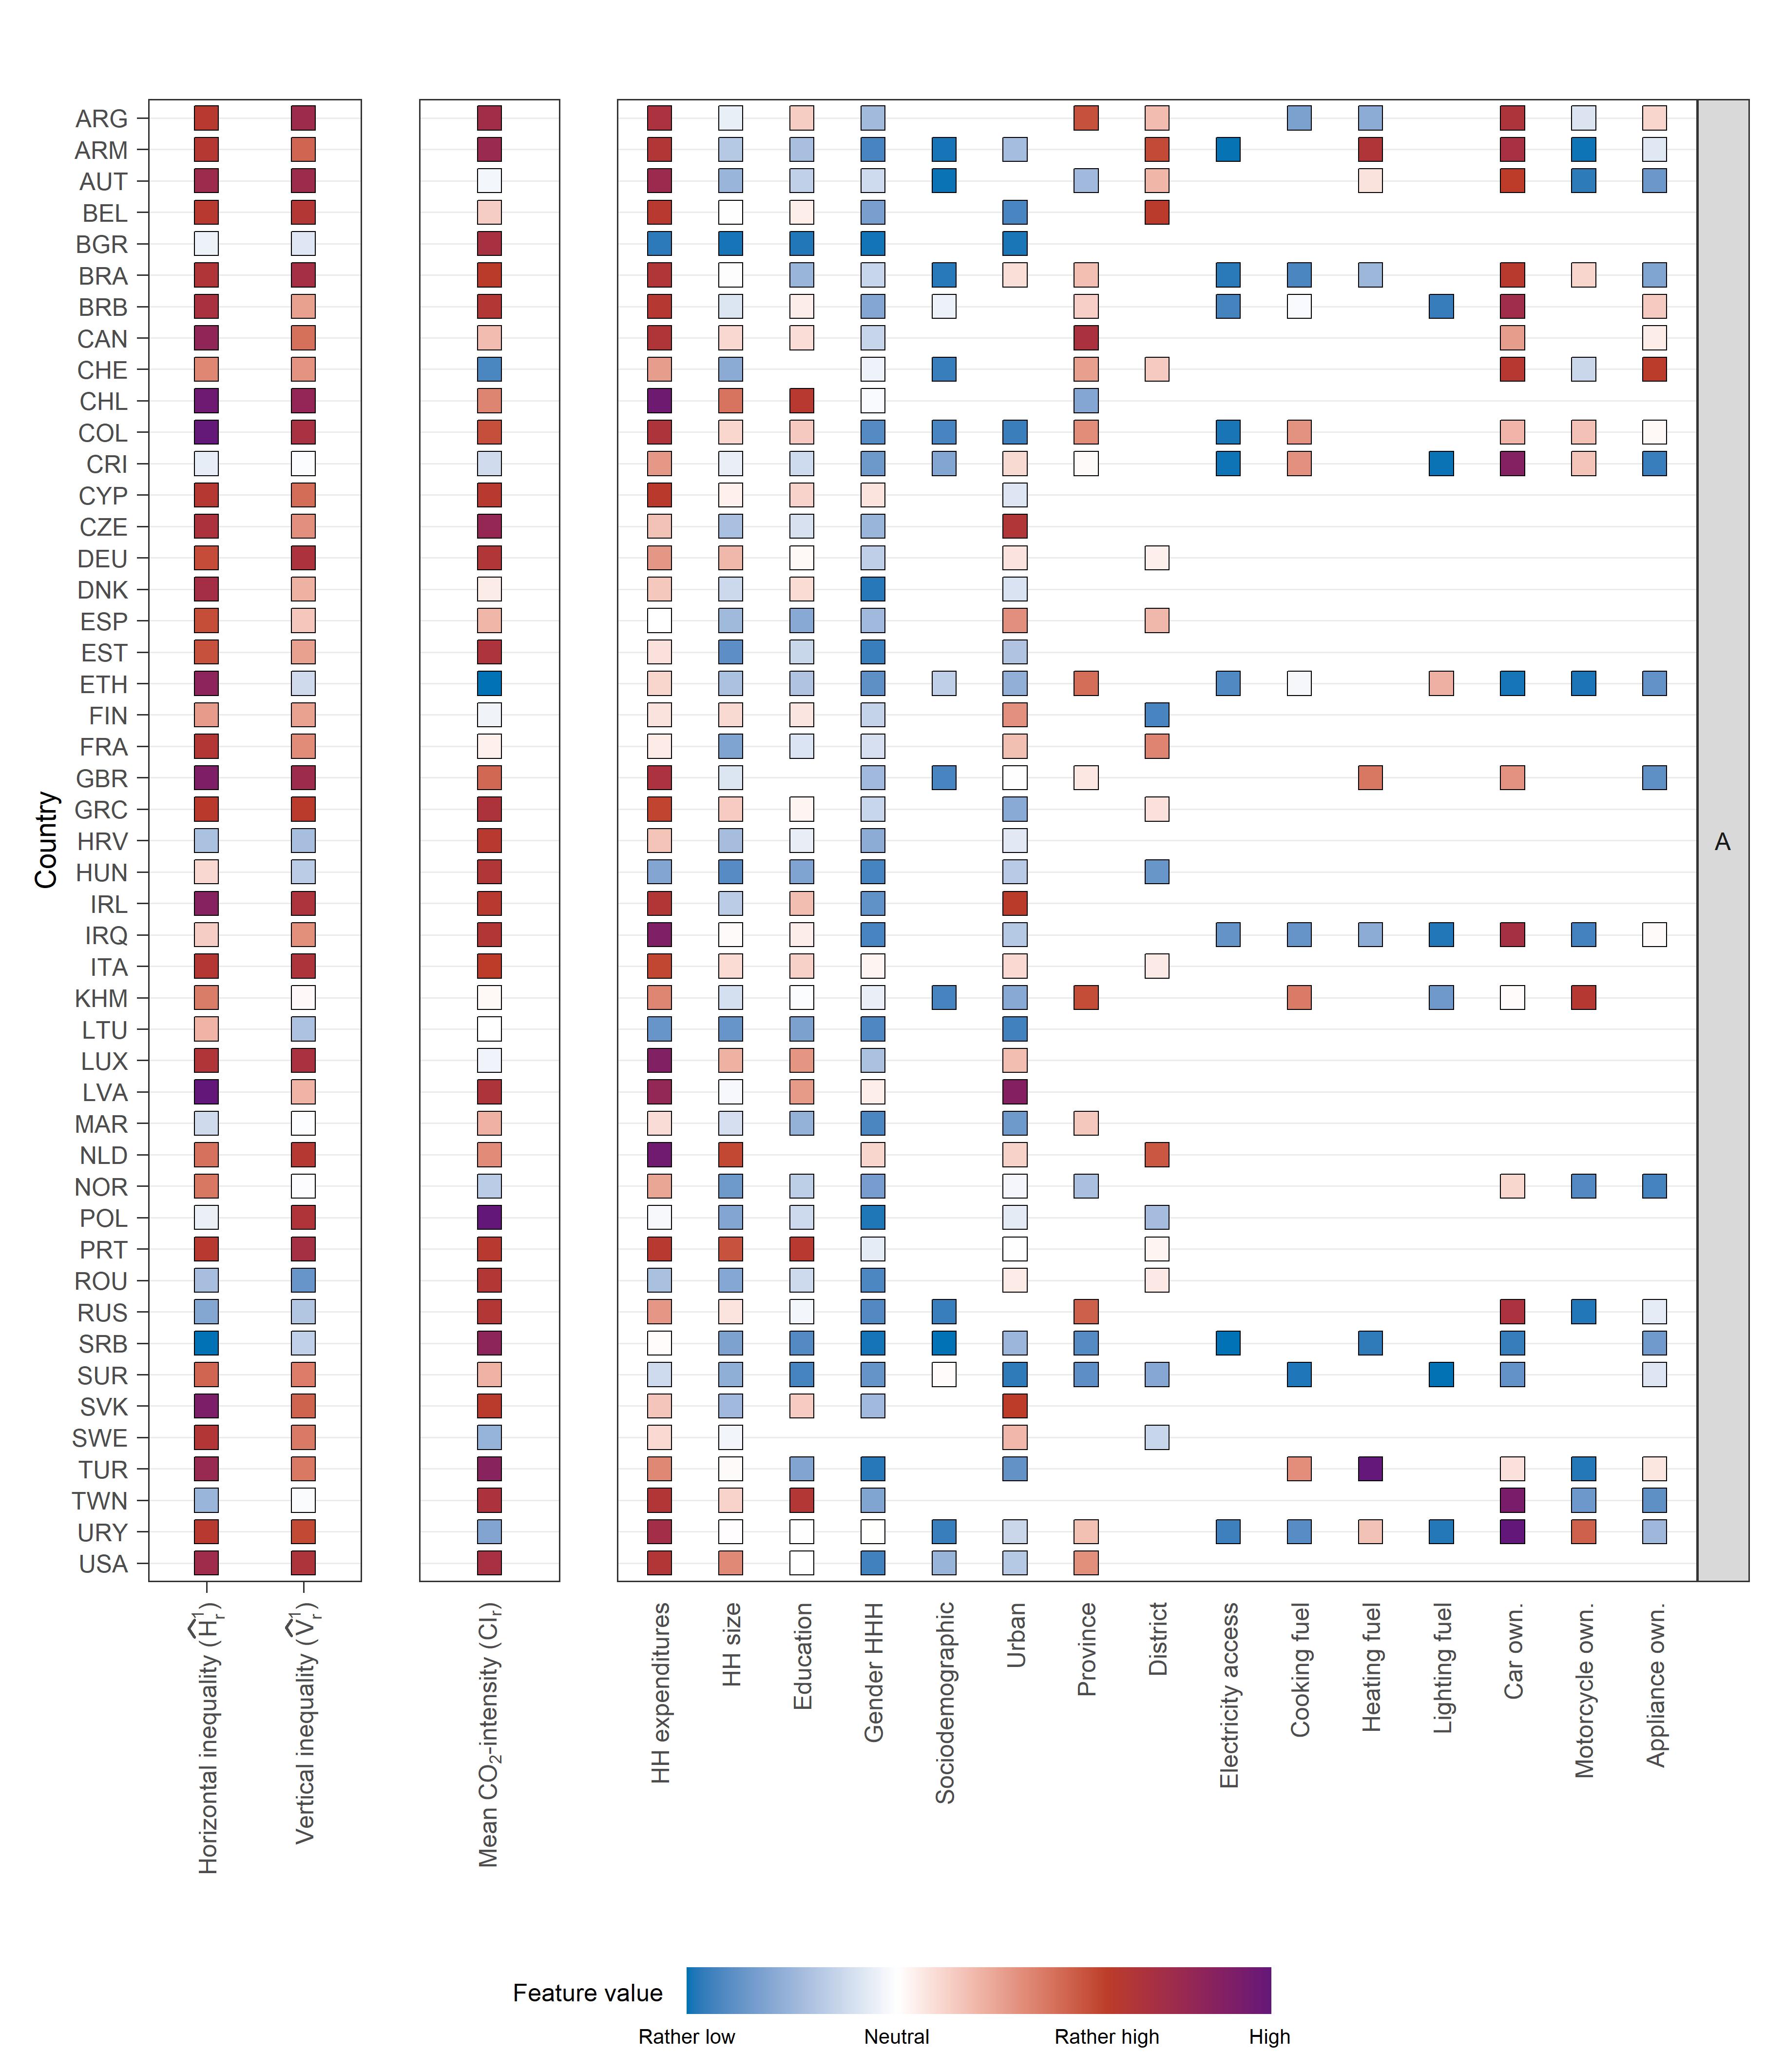 ARG
ARM
AUT
BEL
BGR
BRA
BRB
CAN
CHE
CHL
COL
CRI
CYP
CZE
DEU
DNK
ESP
EST
ETH
FIN
FRA
GBR
GRC
HRV
HUN
IRL
IRQ
ITA
KHM
LTU
LUX
LVA
MAR
NLD
NOR
POL
PRT
ROU
RUS
SRB
SUR
SVK
SWE
TUR
TWN
URY
USA
Country
A
Horizontal inequality (Ĥ¹ᵣ)
Vertical inequality (V̂¹ᵣ)
Mean CO₂-intensity (CIᵣ)
HH expenditures
HH size
Education
Gender HHH
Sociodemographic
Urban
Province
District
Electricity access
Cooking fuel
Heating fuel
Lighting fuel
Car own.
Motorcycle own.
Appliance own.
Feature value
Rather low Neutral Rather high High